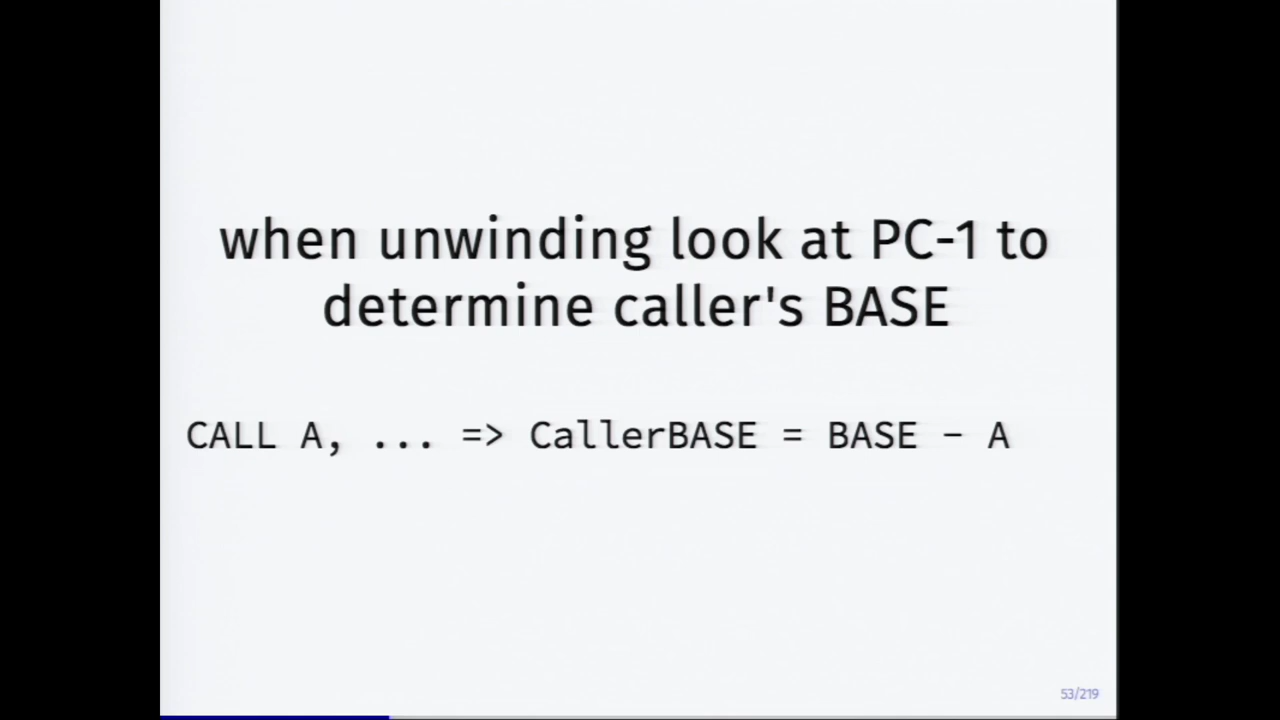 when unwinding look at PC-1 to
determine caller's BASE
CALL A, ... => CallerBASE = BASE - A
53/219